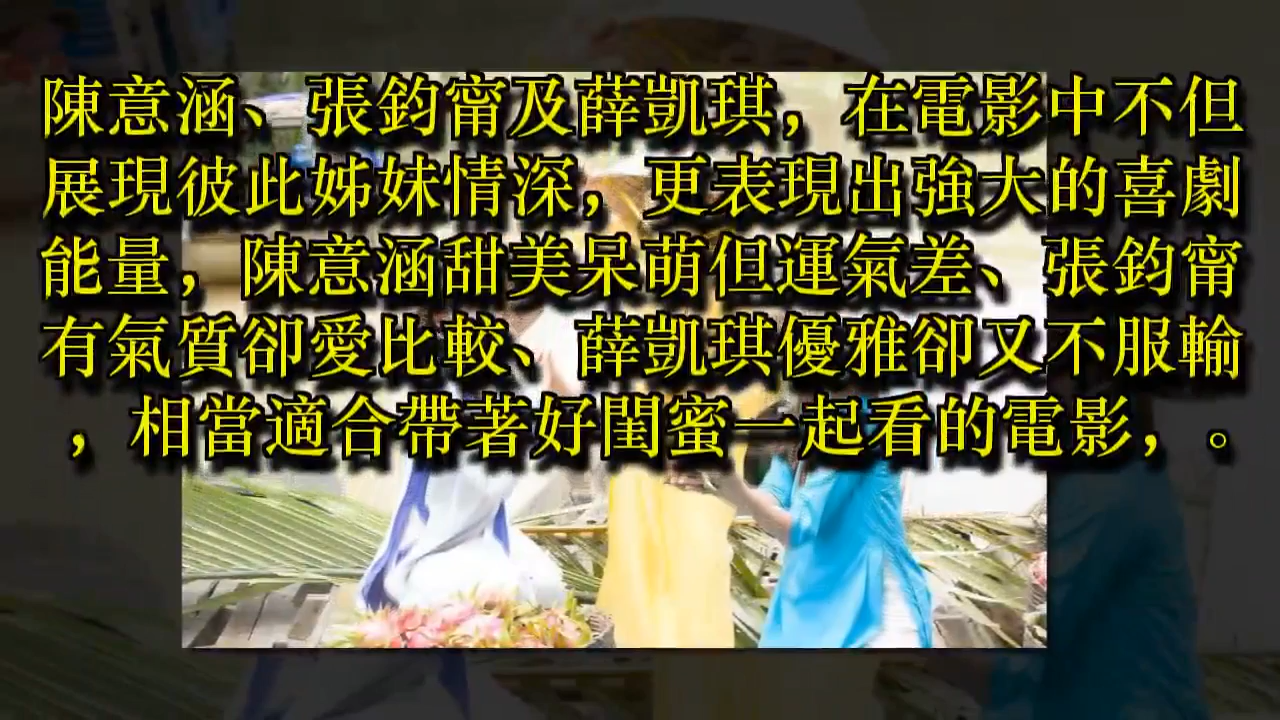 陳意涵、張鈞甯及薛凱琪，在電影中不但
展現彼此姊妹情深，更表現出強大的喜劇
能量，陳意涵甜美呆萌但運氣差、張鈞甯
有氣質卻愛比較、薛凱琪優雅卻又不服輸
，相當適合帶著好閨蜜一起看的電影，。